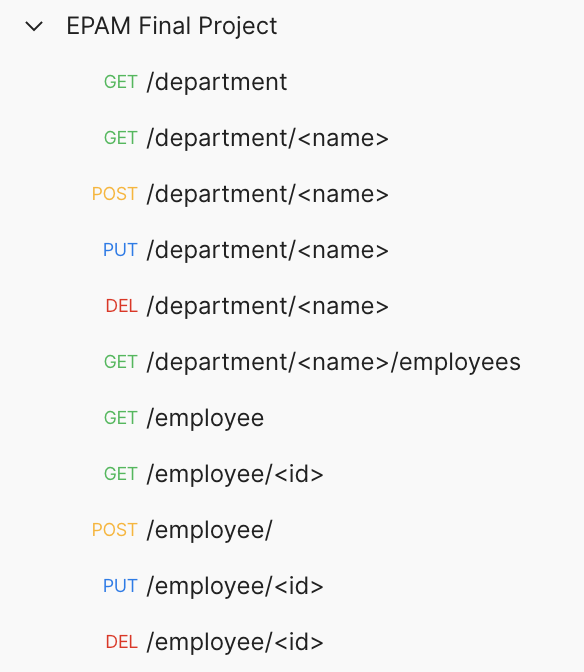 EPAM Final Project
GET /department
GET /department/<name>
POST /department/<name>
PUT /department/<name>
DEL /department/<name>
GET /department/<name>/employees
GET /employee
GET /employee/<id>
POST /employee/
PUT /employee/<id>
DEL /employee/<id>